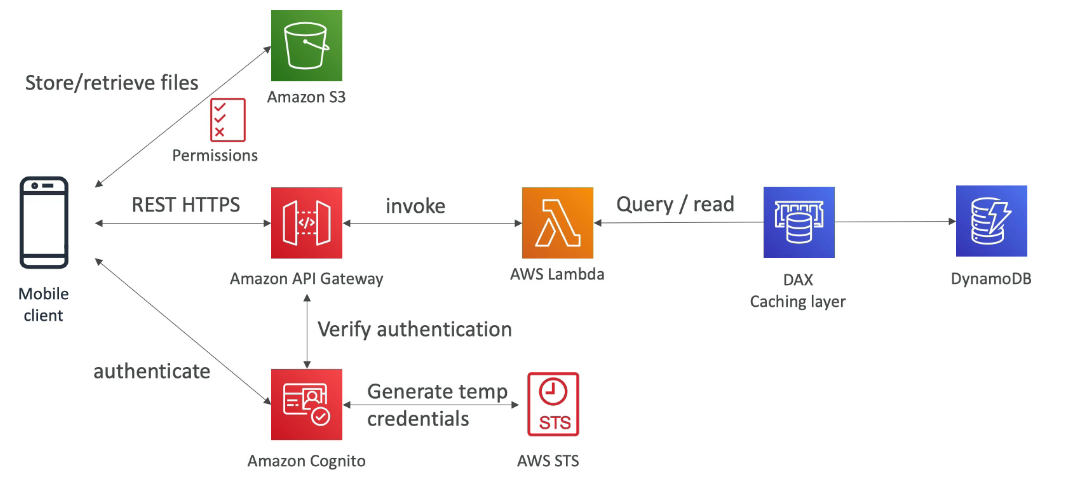 Store/retrieve files
Amazon S3
Permissions
REST HTTPS
invoke
Query / read
Amazon API Gateway
AWS Lambda
DAX
Caching layer
DynamoDB
Mobile
client
Verify authentication
authenticate
Generate temp
credentials
STS
Amazon Cognito
AWS STS